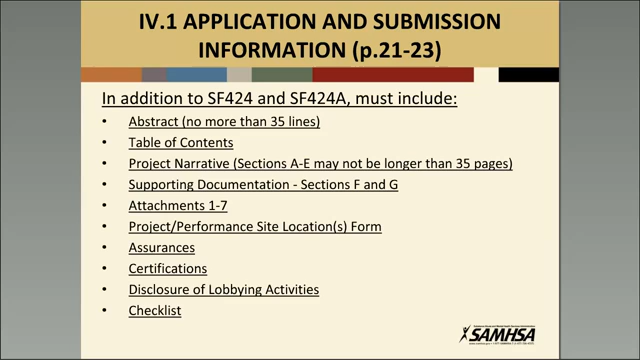 IV.1 APPLICATION AND SUBMISSION
INFORMATION (p.21-23)
In addition to SF424 and SF424A, must include:
• Abstract (no more than 35 lines)
• Table of Contents
• Project Narrative (Sections A-E may not be longer than 35 pages)
• Supporting Documentation - Sections F and G
• Attachments 1-7
• Project/Performance Site Location(s) Form
• Assurances
• Certifications
• Disclosure of Lobbying Activities
• Checklist
SAMHSA